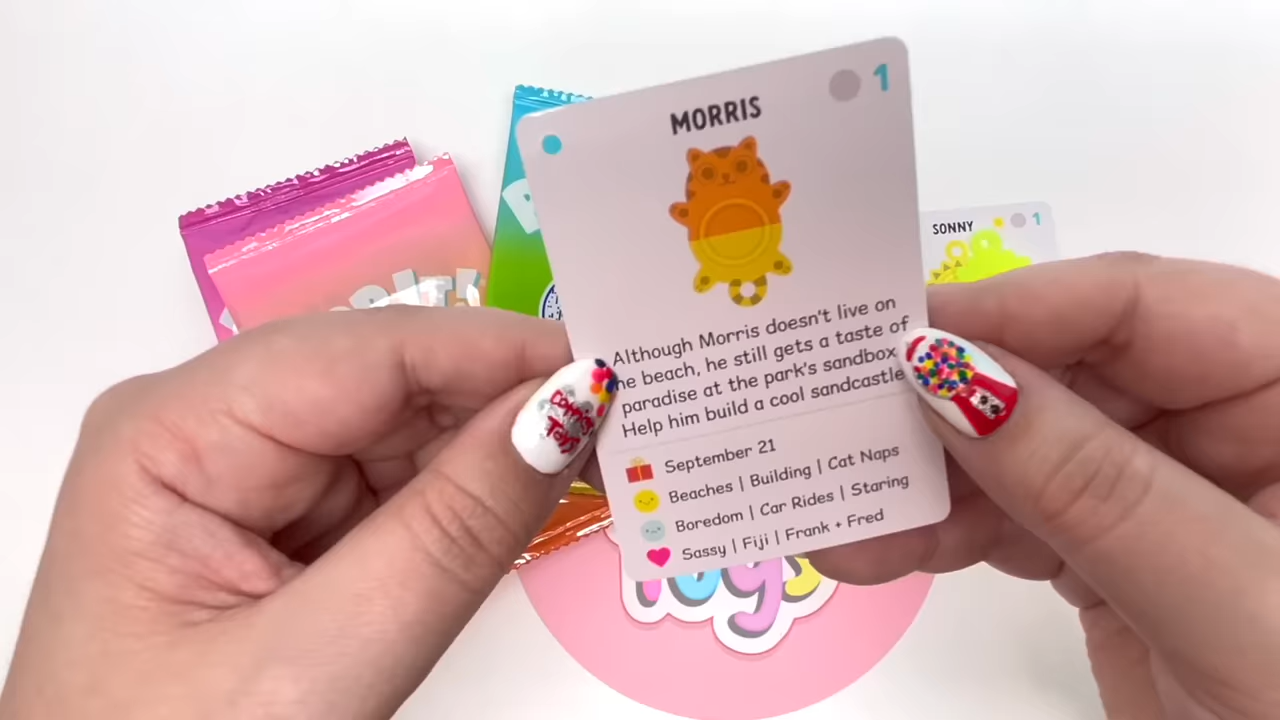 MORRIS
1
Although Morris doesn't live on
he beach, he still gets a taste of
paradise at the park's sandbox
Help him build a cool sandcastle
September 21
Beaches | Building | Cat Naps
Boredom | Car Rides | Staring
Sassy | Fiji | Frank + Fred
SONNY
1
Toys
Toys